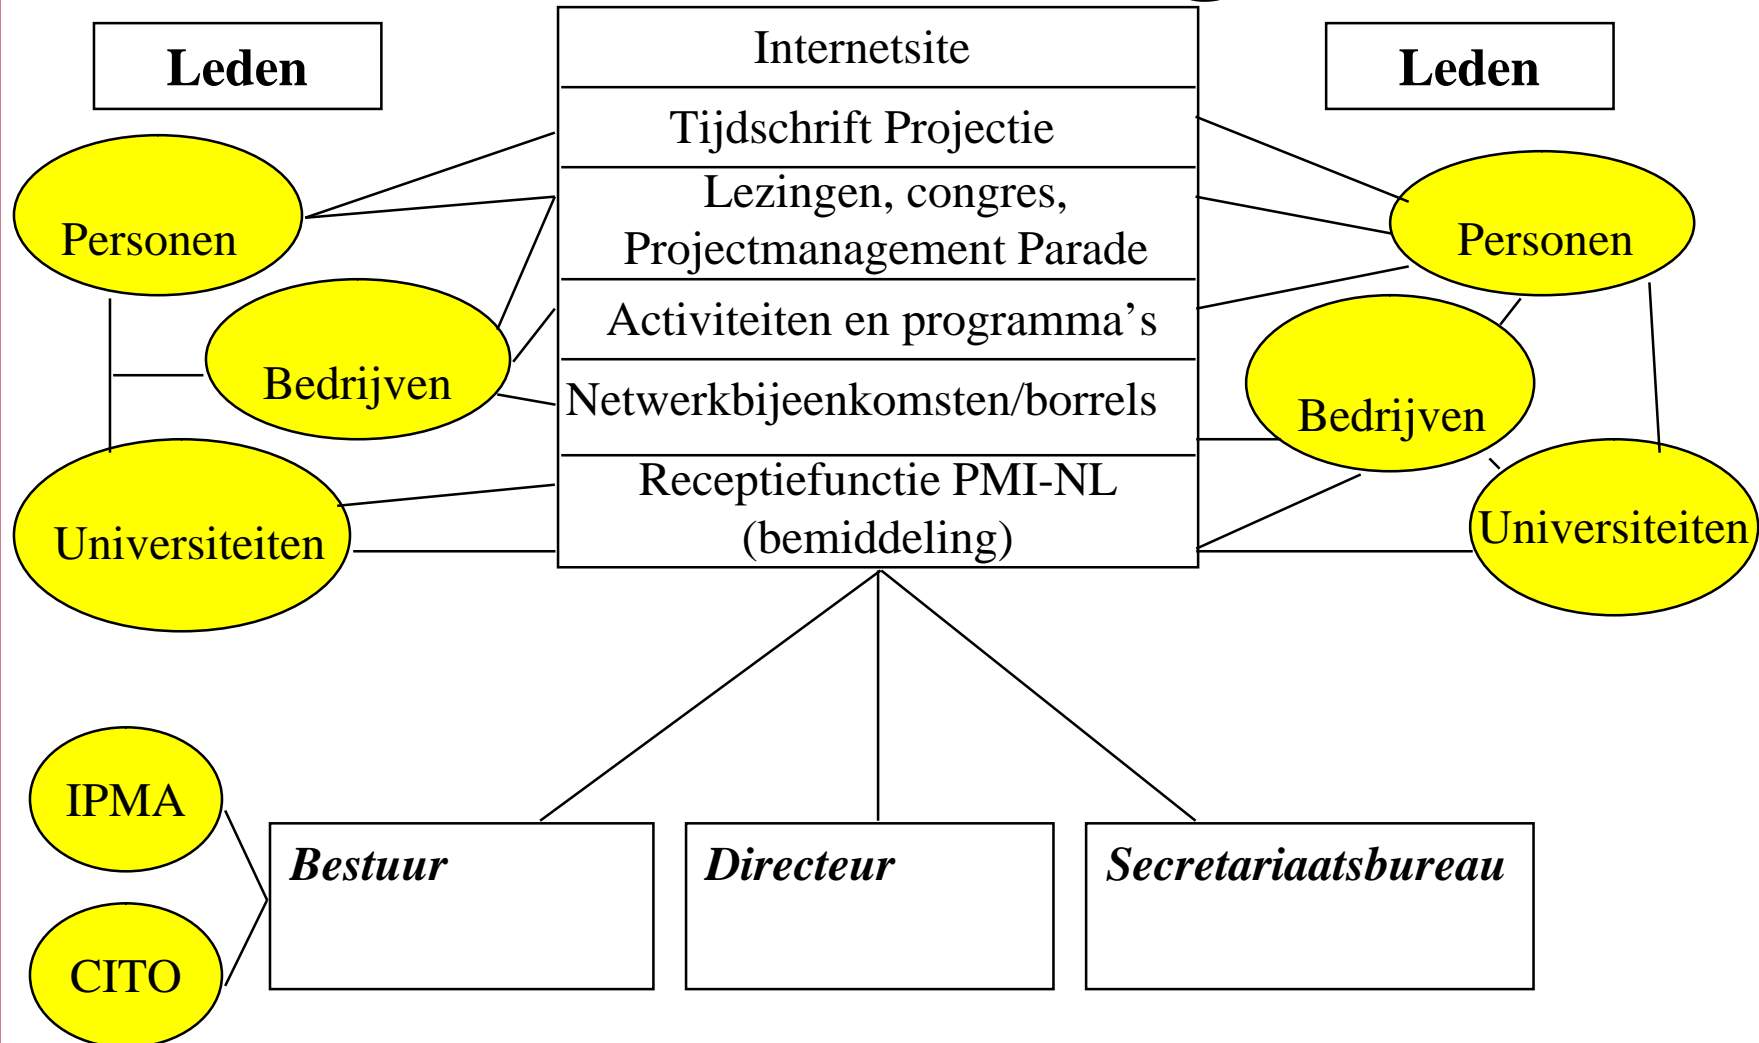 Leden
Internetsite
Leden
Tijdschrift Projectie
Lezingen, congres,
Projectmanagement Parade
Personen
Personen
Activiteiten en programma’s
Bedrijven
Netwerkbijeenkomsten/borrels
Bedrijven
Receptiefunctie PMI-NL
(bemiddeling)
Universiteiten
Universiteiten
IPMA
CITO
Bestuur
Directeur
Secretariaatsbureau